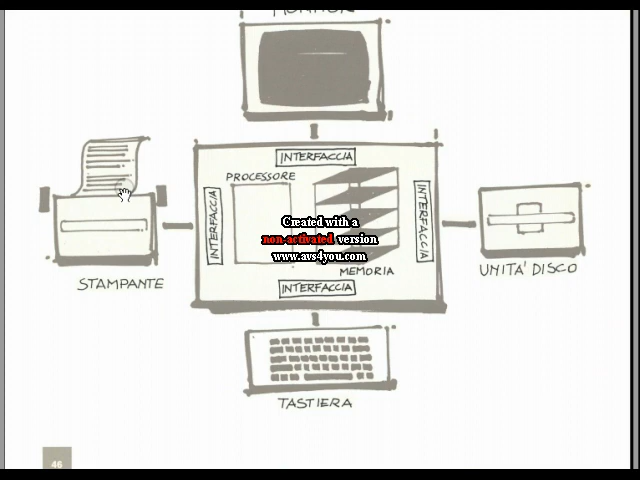 MONITOR
INTERFACCIA
PROCESSORE
INTERFACCIA
INTERFACCIA
Created with a
non-activated version
www.avs4you.com
MEMORIA
INTERFACCIA
STAMPANTE
UNITA' DISCO
TASTIERA
46